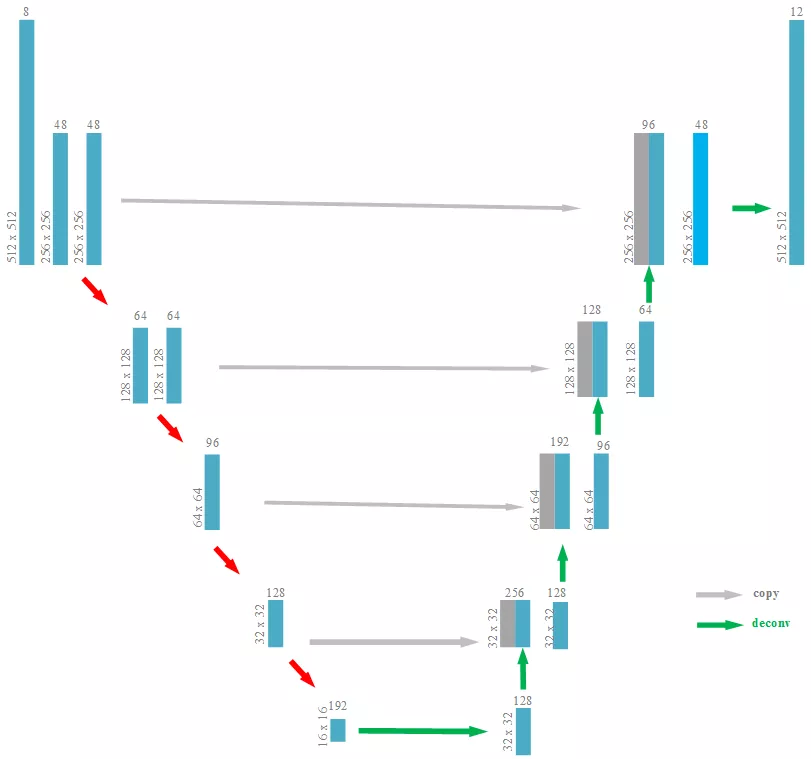 8
12
48
48
96
48
512 x 512
256 x 256
256 x 256
256 x 256
256 x 256
512 x 512
64
64
128
64
128 x 128
128 x 128
128 x 128
128 x 128
96
192
96
64 x 64
64 x 64
64 x 64
128
256
128
32 x 32
32 x 32
32 x 32
copy
deconv
192
128
16 x 16
32 x 32